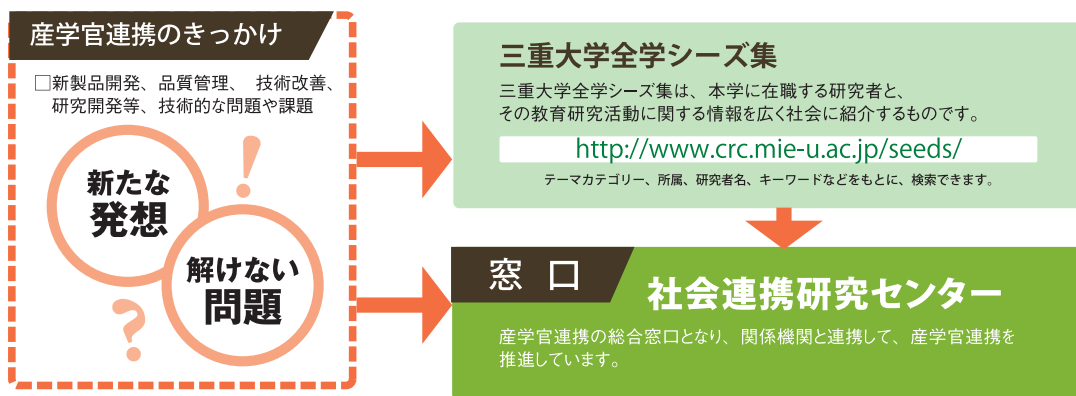 産学官連携のきっかけ
□新製品開発、品質管理、 技術改善、
研究開発等、技術的な問題や課題
新たな
発想
!
解けない
問題
?
三重大学全学シーズ集
三重大学全学シーズ集は、本学に在職する研究者と、
その教育研究活動に関する情報を広く社会に紹介するものです。
http://www.crc.mie-u.ac.jp/seeds/
テーマカテゴリー、所属、研究者名、キーワードなどをもとに、検索できます。
窓 口
社会連携研究センター
産学官連携の総合窓口となり、関係機関と連携して、産学官連携を
推進しています。